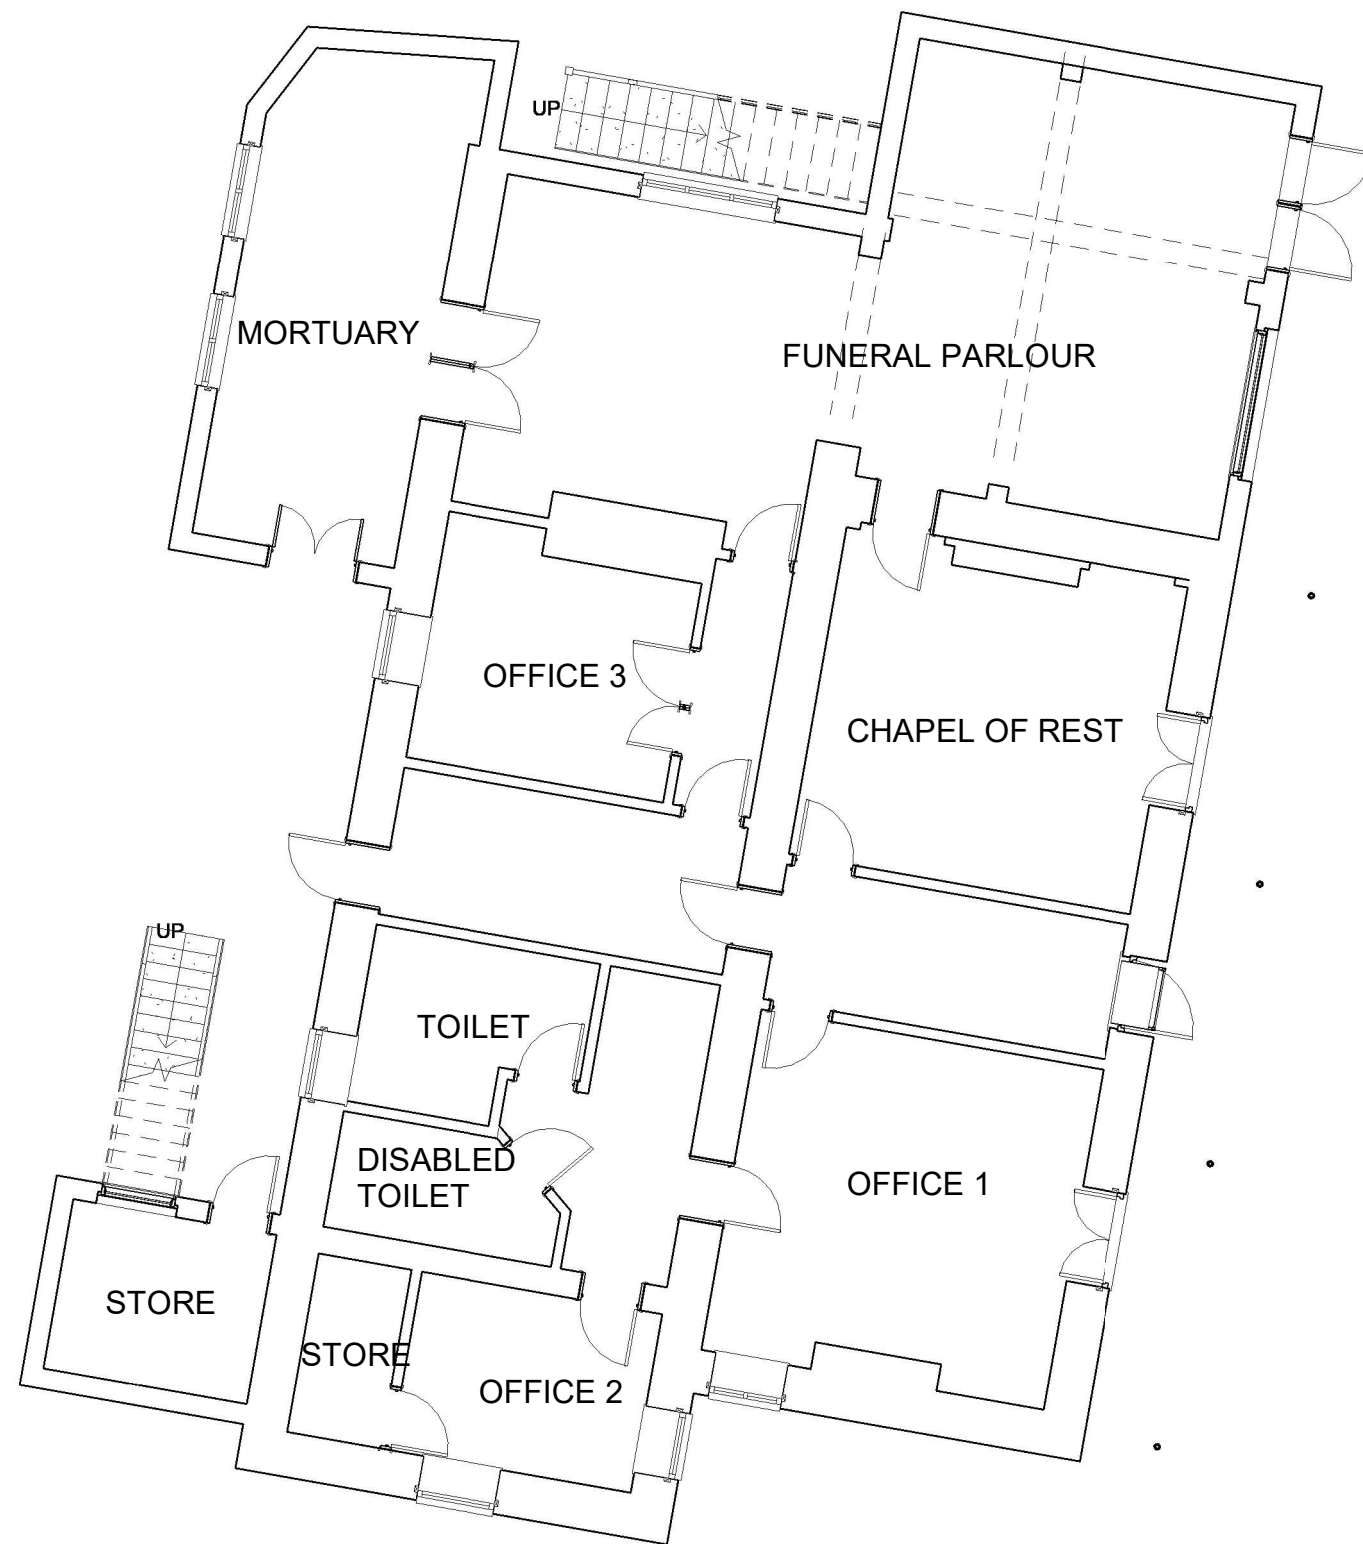 UP
MORTUARY
FUNERAL PARLOUR
OFFICE 3
CHAPEL OF REST
UP
TOILET
DISABLED
TOILET
OFFICE 1
STORE
STORE
OFFICE 2